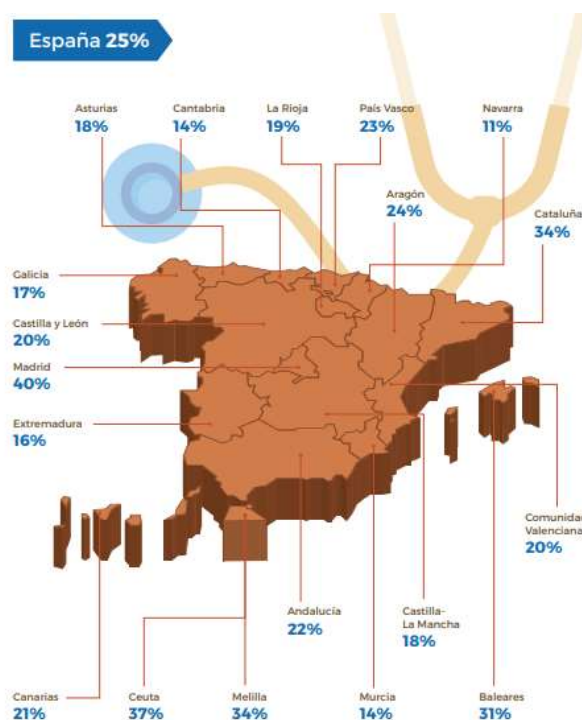 España 25%
Asturias
18%
Cantabria
14%
La Rioja
19%
País Vasco
23%
Navarra
11%
Aragón
24%
Cataluña
34%
Galicia
17%
Castilla y León
20%
Madrid
40%
Extremadura
16%
Comunidad
Valenciana
20%
Andalucía
22%
Castilla-
La Mancha
18%
Canarias
21%
Ceuta
37%
Melilla
34%
Murcia
14%
Baleares
31%